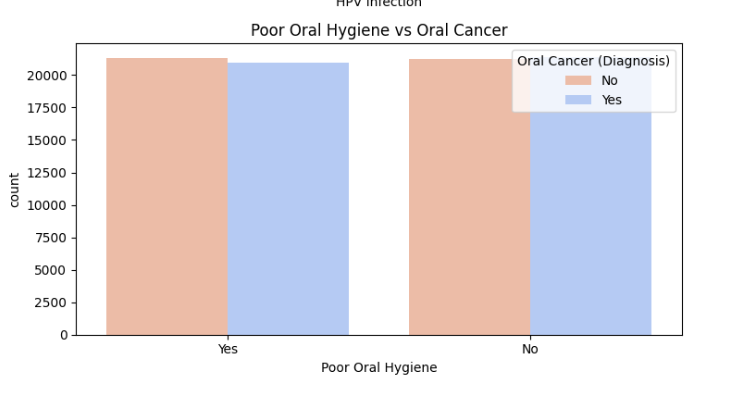 HPV Infection
Poor Oral Hygiene vs Oral Cancer
Oral Cancer (Diagnosis)
No
Yes
20000
17500
15000
12500
10000
7500
5000
2500
0
count
Yes
No
Poor Oral Hygiene